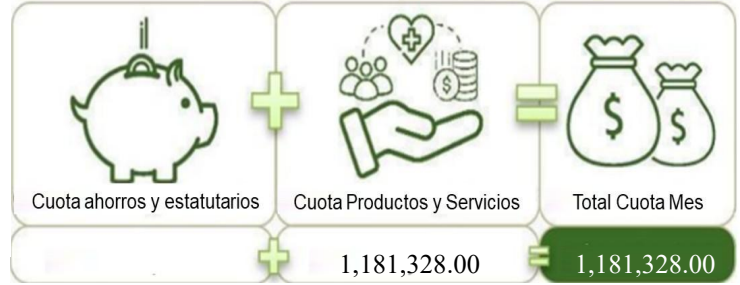 Cuota ahorros y estatutarios
Cuota Productos y Servicios
Total Cuota Mes
1,181,328.00
1,181,328.00